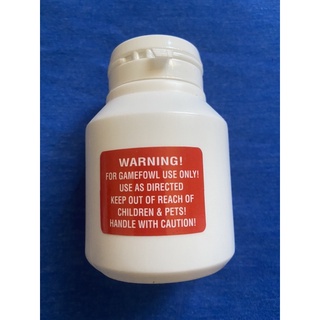 WARNING!
FOR GAMEFOWL USE ONLY!
USE AS DIRECTED
KEEP OUT OF REACH OF
CHILDREN & PETS!
HANDLE WITH CAUTION!